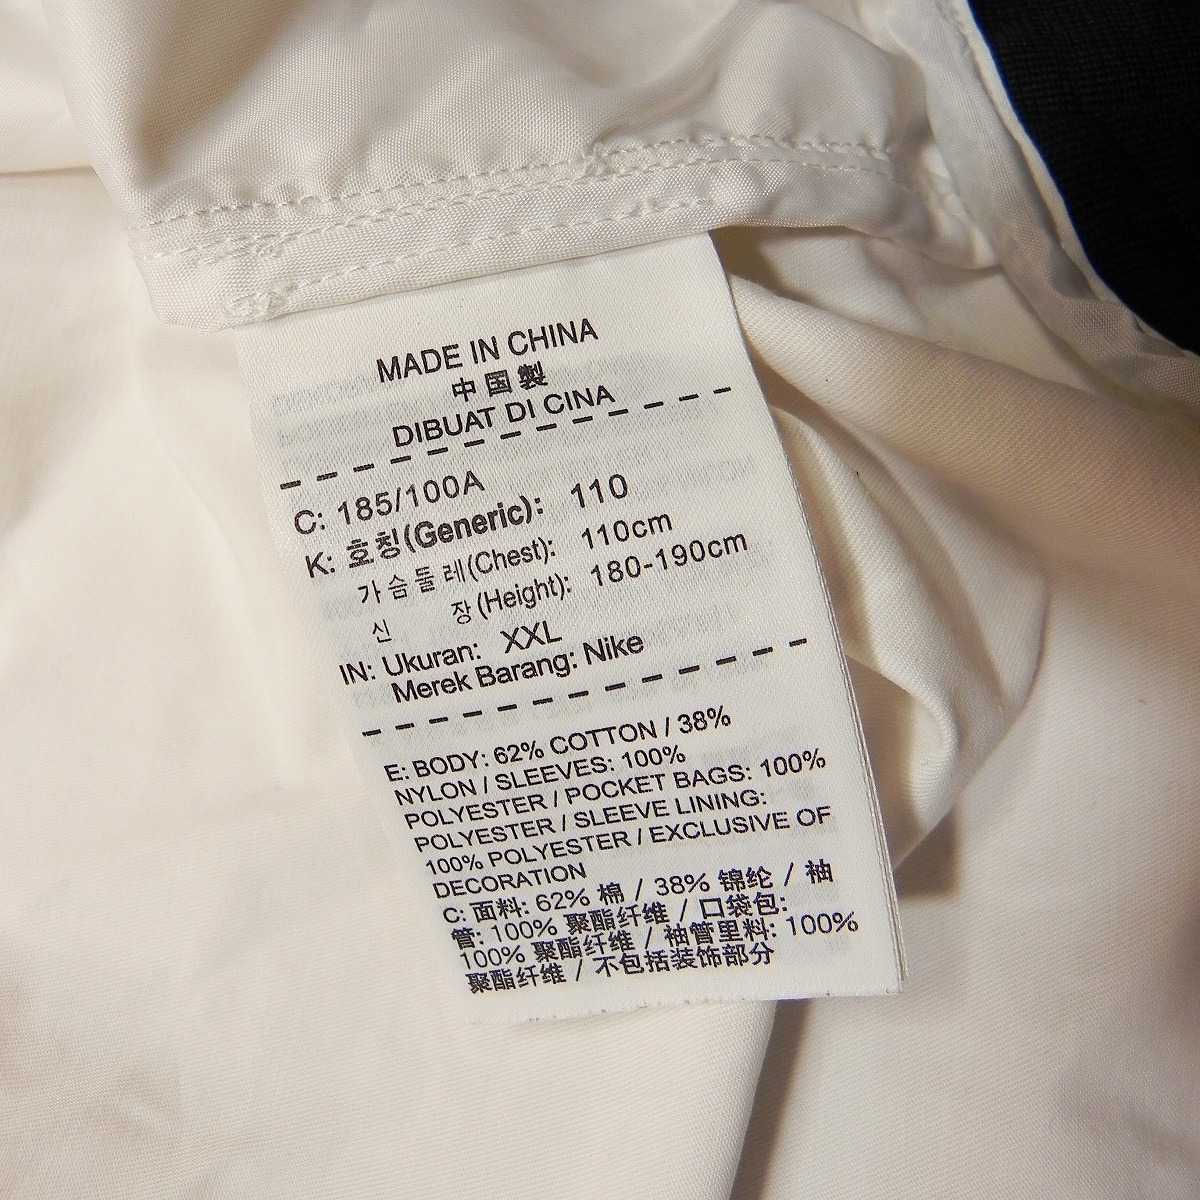 MADE IN CHINA
中国製
DIBUAT DI CINA
C: 185/100A
K: 호칭(Generic): 110
가슴둘레(Chest): 110cm
신 장(Height): 180-190cm
IN: Ukuran: XXL
Merek Barang: Nike
E: BODY: 62% COTTON / 38%
NYLON / SLEEVES: 100%
POLYESTER / POCKET BAGS: 100%
POLYESTER / SLEEVE LINING:
100% POLYESTER / EXCLUSIVE OF
DECORATION
C: 面料: 62% 棉 / 38% 锦纶 / 袖
管: 100% 聚酯纤维 / 口袋包:
100% 聚酯纤维 / 袖管里料: 100%
聚酯纤维 / 不包括装饰部分